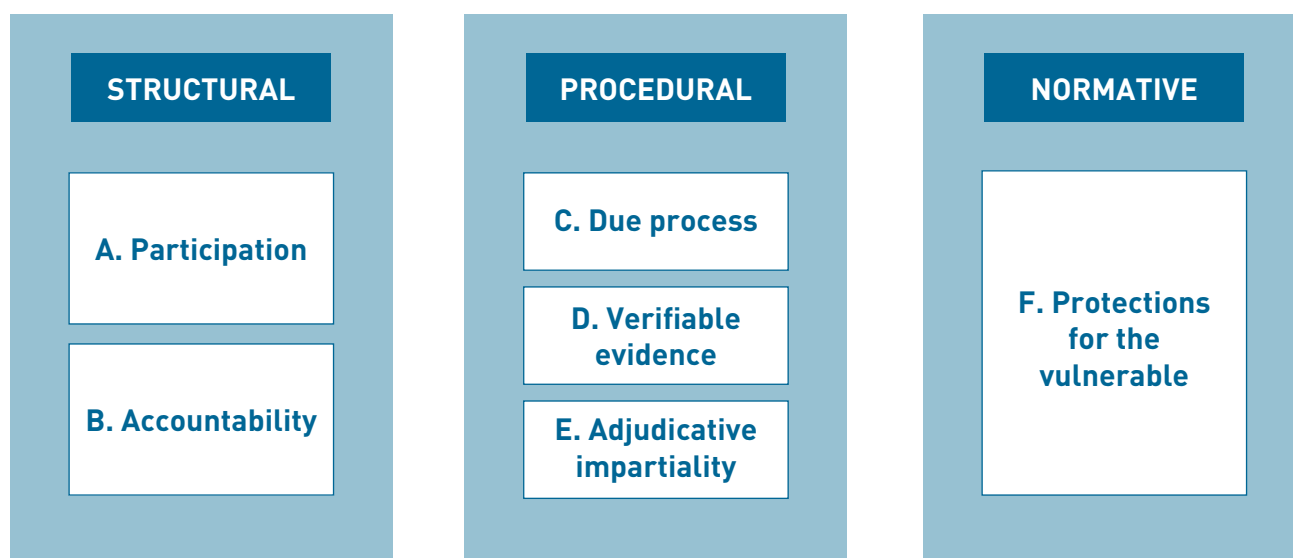 STRUCTURAL
A. Participation
B. Accountability
PROCEDURAL
C. Due process
D. Verifiable
evidence
E. Adjudicative
impartiality
NORMATIVE
F. Protections
for the
vulnerable